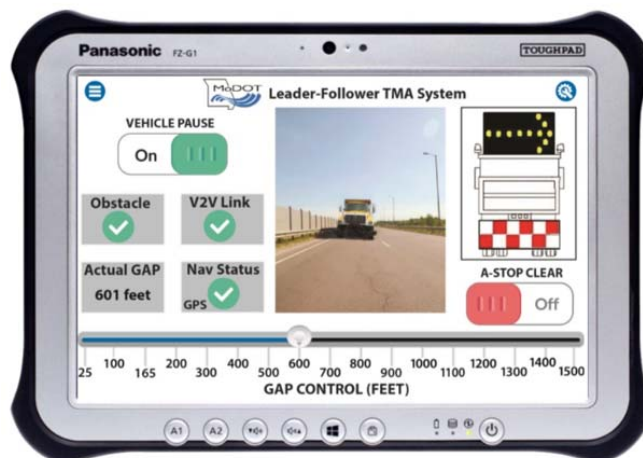 Panasonic FZ-G1
TOUGHPAD
MoDOT
Leader-Follower TMA System
VEHICLE PAUSE
On
Obstacle
V2V Link
Actual GAP
601 feet
Nav Status
GPS
A-STOP CLEAR
Off
25 100 165 200 300 400 500 600 700 800 900 1000 1100 1200 1300 1400 1500
GAP CONTROL (FEET)
A1 A2